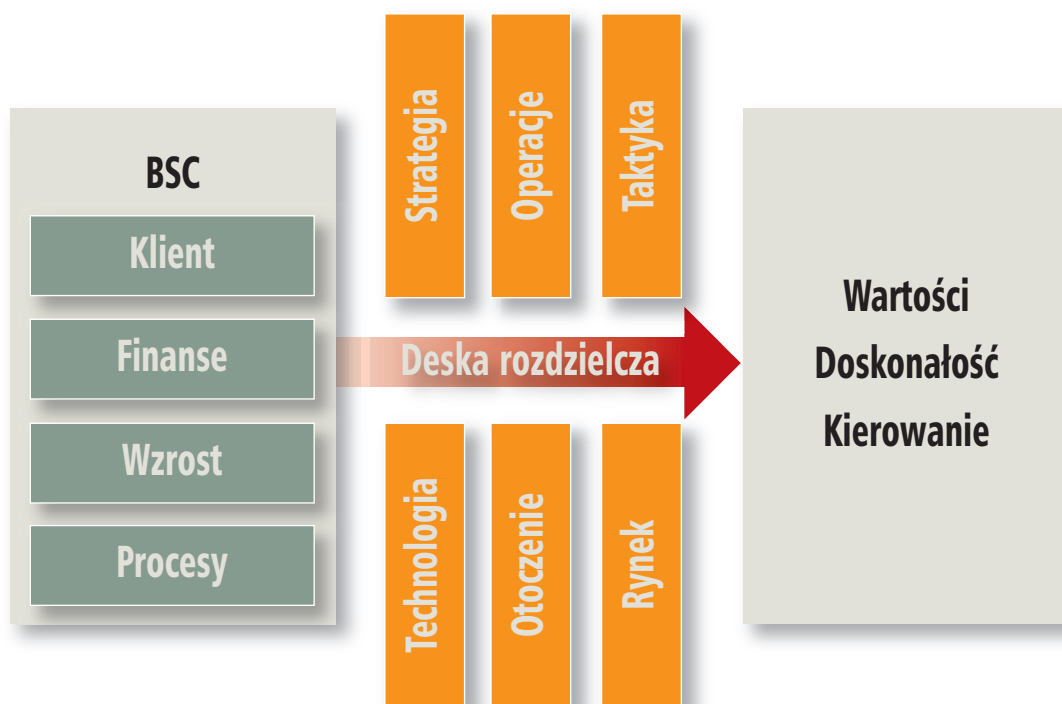 BSC
Klient
Finanse
Wzrost
Procesy
Strategia
Operacje
Taktyka
Deska rozdzielcza
Technologia
Otoczenie
Rynek
Wartości
Doskonałość
Kierowanie